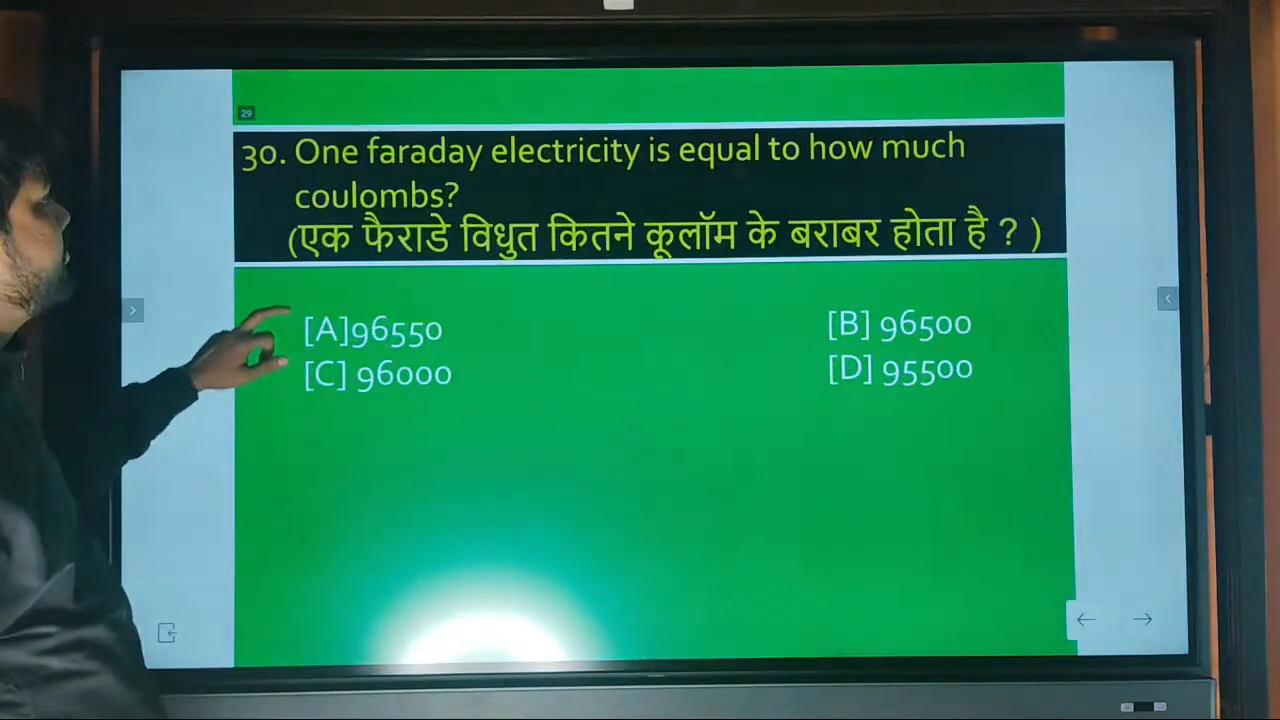 29
30. One faraday electricity is equal to how much
coulombs?
(एक फैराडे विधुत कितने कूलॉम के बराबर होता है ? )
[A]96550
[B] 96500
[C] 96000
[D] 95500